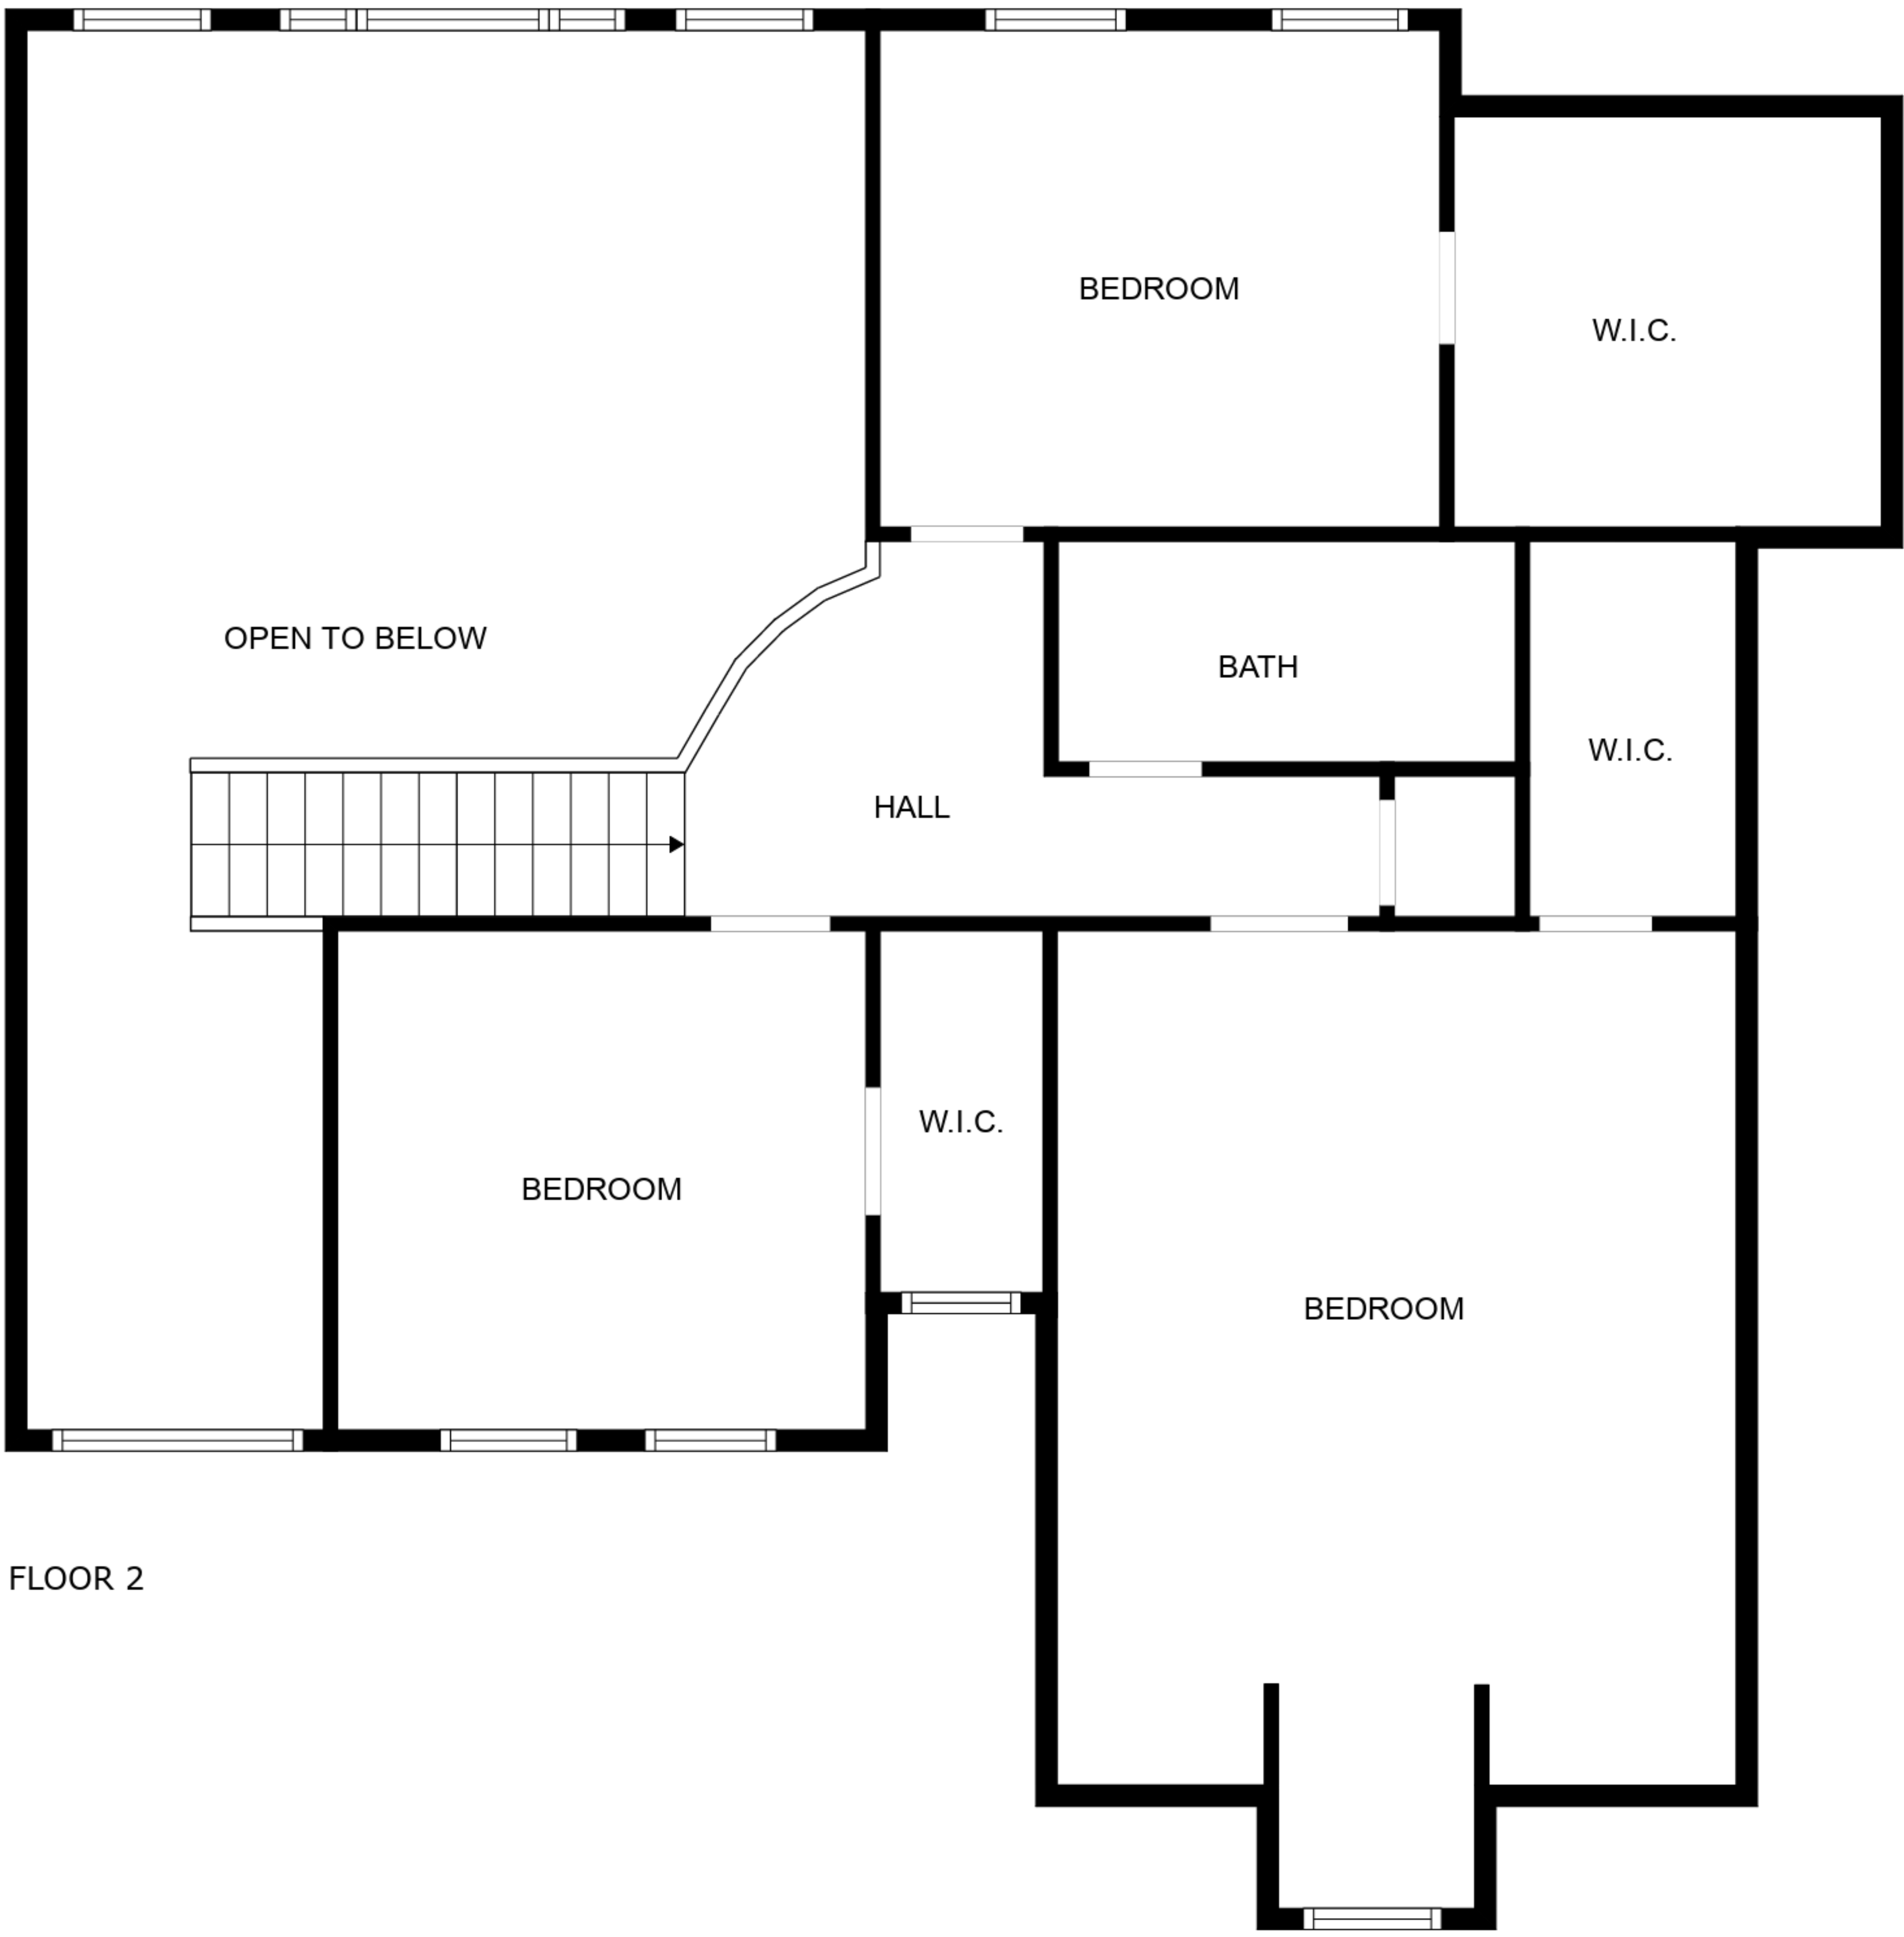 BEDROOM
W.I.C.
OPEN TO BELOW
BATH
W.I.C.
HALL
W.I.C.
BEDROOM
BEDROOM
FLOOR 2